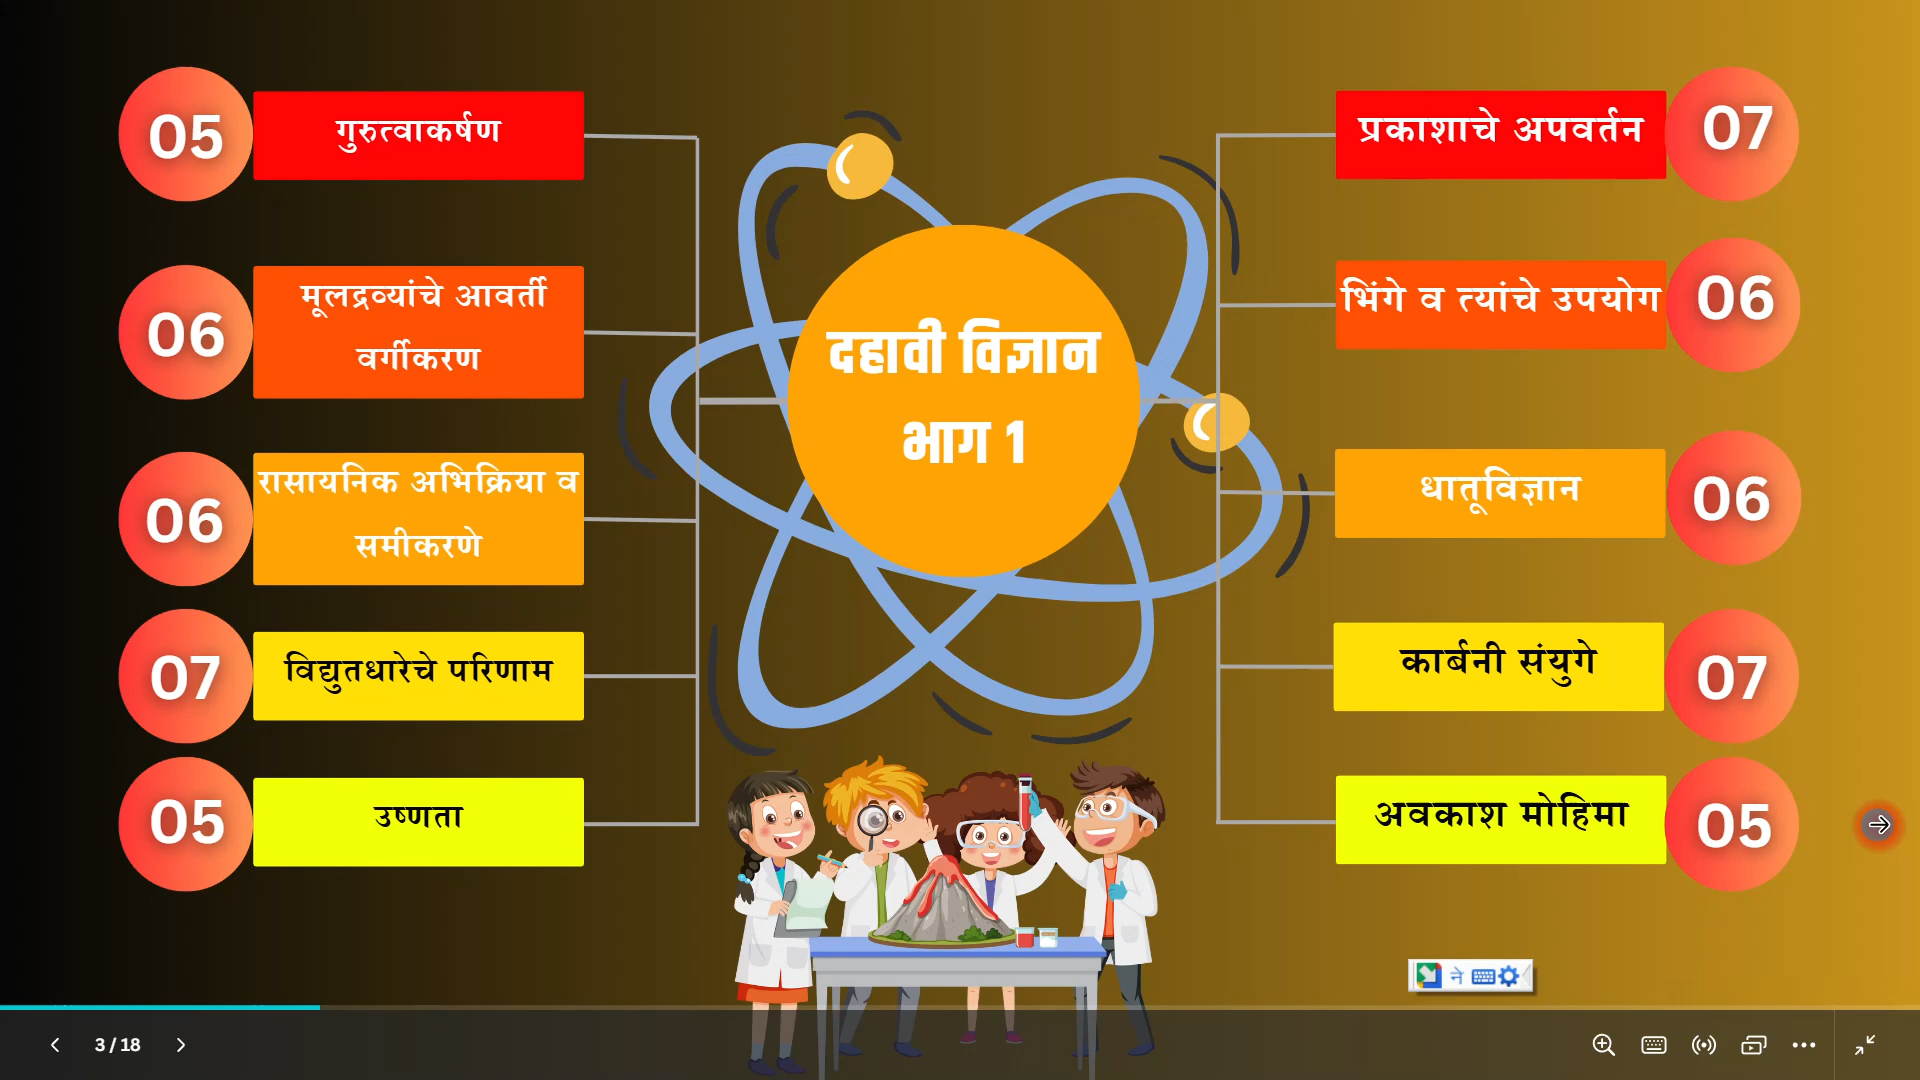 05
गुरुत्वाकर्षण
06
मूलद्रव्यांचे आवर्ती
वर्गीकरण
06
रासायनिक अभिक्रिया व
समीकरणे
07
विद्युतधारेचे परिणाम
05
उष्णता
दहावी विज्ञान
भाग 1
प्रकाशाचे अपवर्तन
07
भिंगे व त्यांचे उपयोग
06
धातूविज्ञान
06
कार्बनी संयुगे
07
अवकाश मोहिमा
05
ने
3 / 18